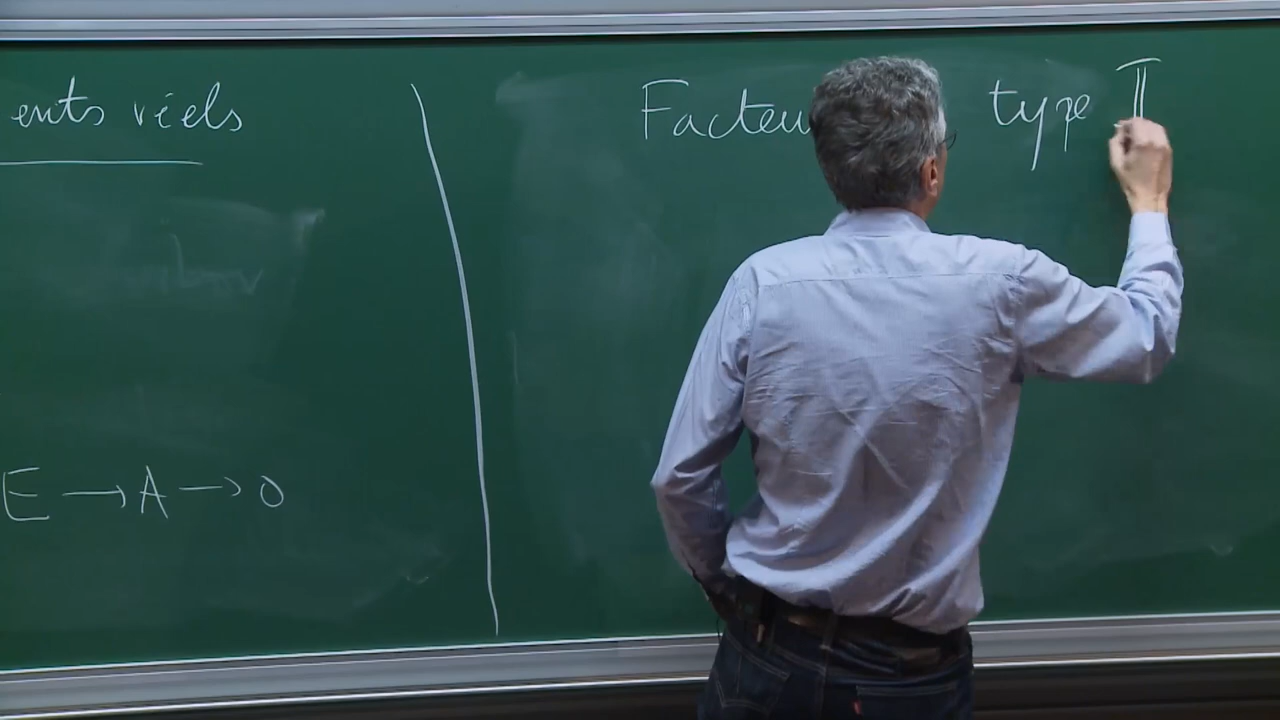 ents réels
Facteu type II
E → A → 0